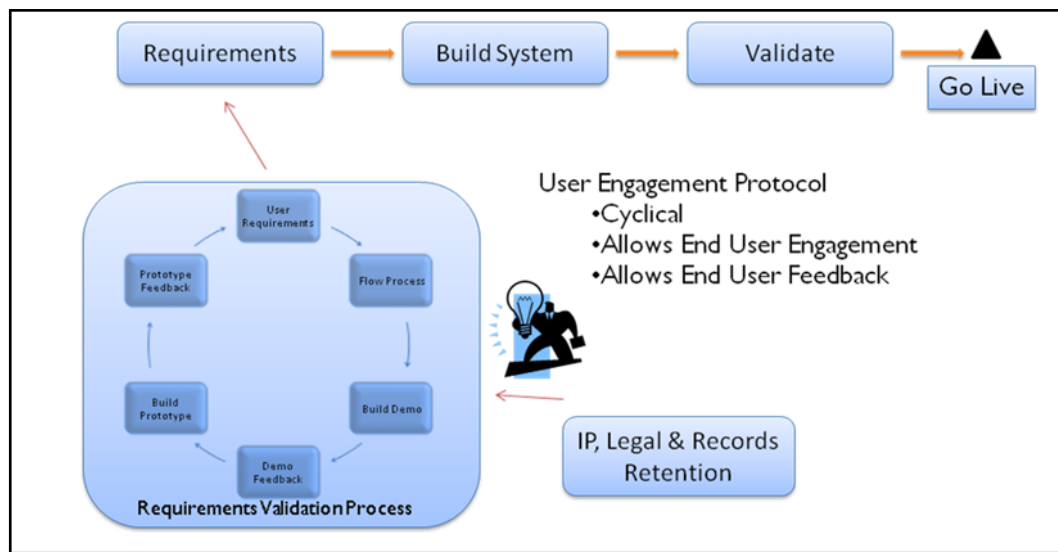 Requirements
Build System
Validate
Go Live
User Engagement Protocol
•Cyclical
•Allows End User Engagement
•Allows End User Feedback
User
Requirements
Prototype
Feedback
Flow Process
Build
Prototype
Build Demo
Demo
Feedback
Requirements Validation Process
IP, Legal & Records
Retention